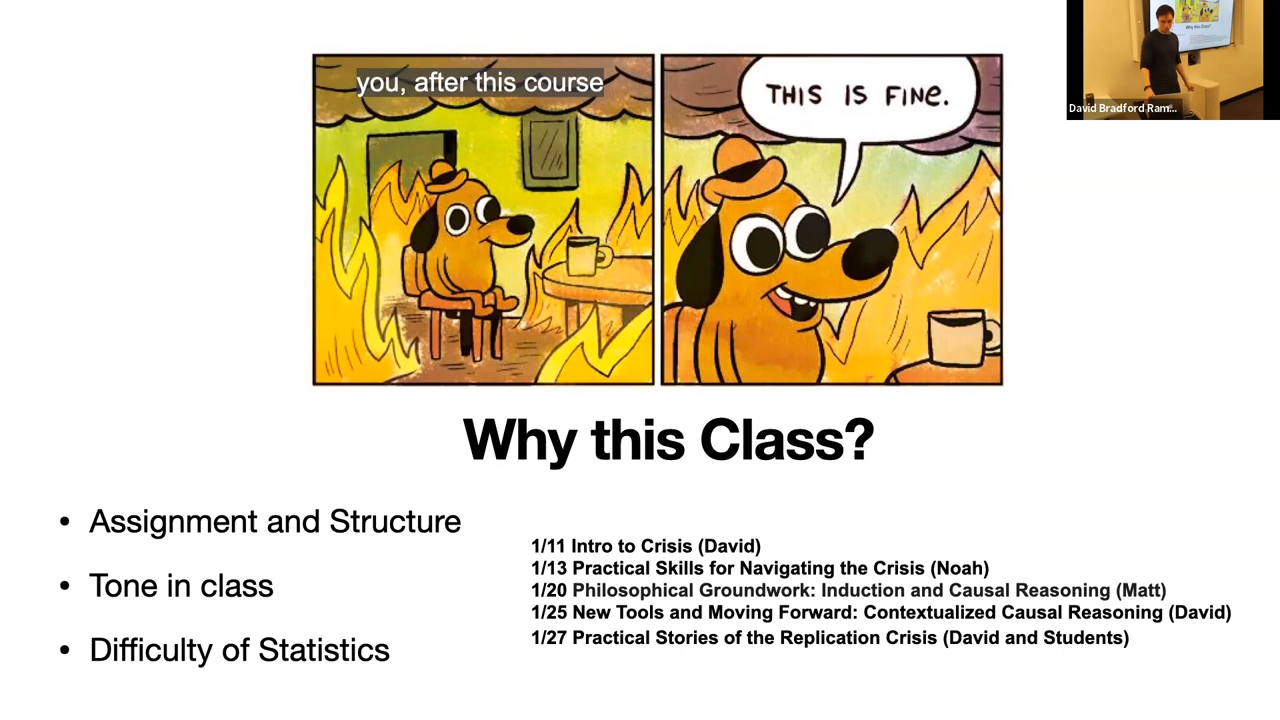 you, after this course
THIS IS FINE.
Why this Class?
David Bradford Ram...
Why this Class?
• Assignment and Structure
• Tone in class
• Difficulty of Statistics
1/11 Intro to Crisis (David)
1/13 Practical Skills for Navigating the Crisis (Noah)
1/20 Philosophical Groundwork: Induction and Causal Reasoning (Matt)
1/25 New Tools and Moving Forward: Contextualized Causal Reasoning (David)
1/27 Practical Stories of the Replication Crisis (David and Students)